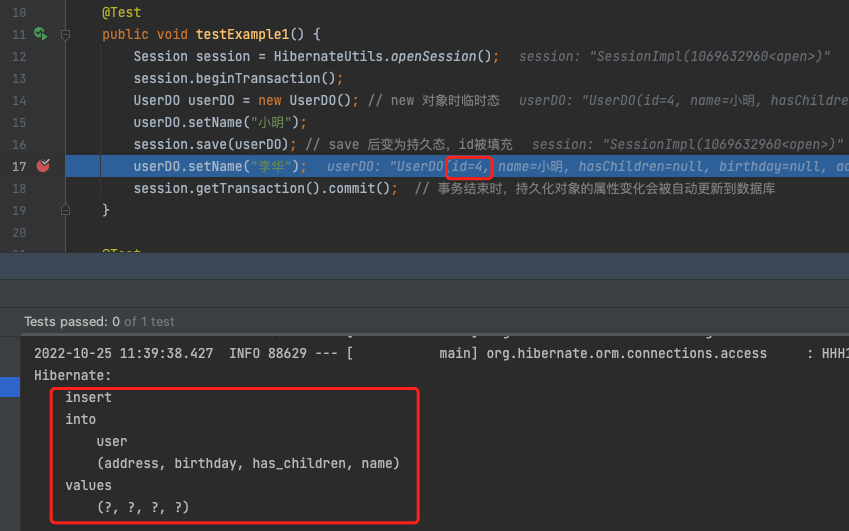 10 @Test
11 public void testExample1() {
12 Session session = HibernateUtils.openSession(); session: "SessionImpl(1069632960<open>)"
13 session.beginTransaction();
14 UserDO userDO = new UserDO(); // new 对象时临时态 userDO: "UserDO(id=4, name=小明, hasChildre
15 userDO.setName("小明");
16 session.save(userDO); // save 后变为持久态，id被填充 session: "SessionImpl(1069632960<open>)"
17 userDO.setName("李华"); userDO: "UserDO(id=4, name=小明, hasChildren=null, birthday=null, ad
18 session.getTransaction().commit(); // 事务结束时，持久化对象的属性变化会被自动更新到数据库
19 }
20
@Test
Tests passed: 0 of 1 test
2022-10-25 11:39:38.427 INFO 88629 --- [ main] org.hibernate.orm.connections.access : HHH1
Hibernate:
insert
into
user
(address, birthday, has_children, name)
values
(?, ?, ?, ?)